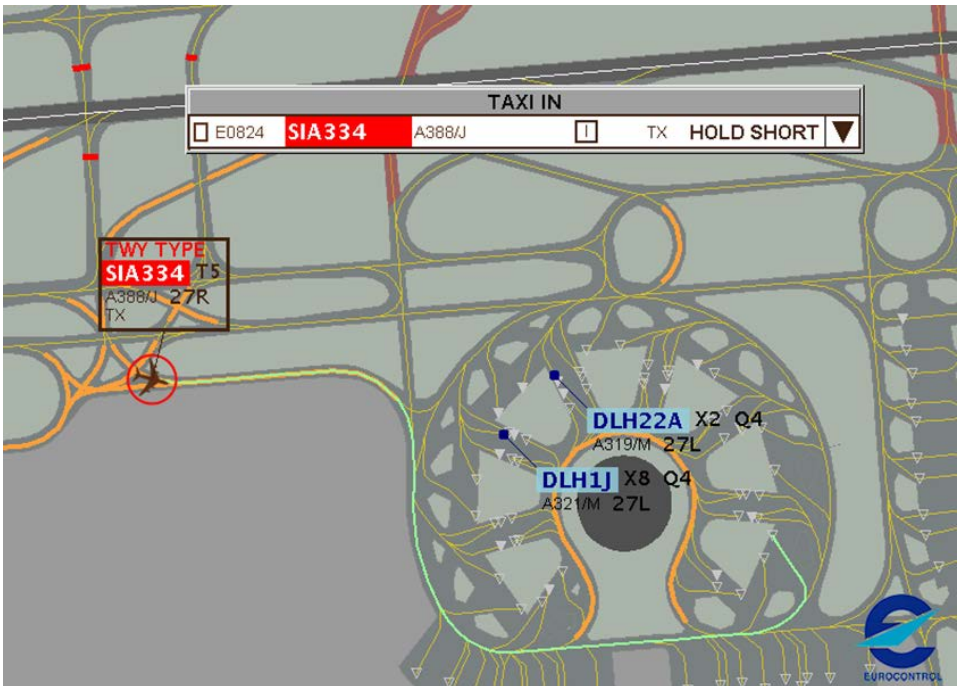 TAXI IN
E0824 SIA334 A388/J I TX HOLD SHORT
TWY TYPE
SIA334 T5
A388/J 27R
TX
DLH22A X2 Q4
A319/M 27L
DLH1J X8 Q4
A321/M 27L
EUROCONTROL